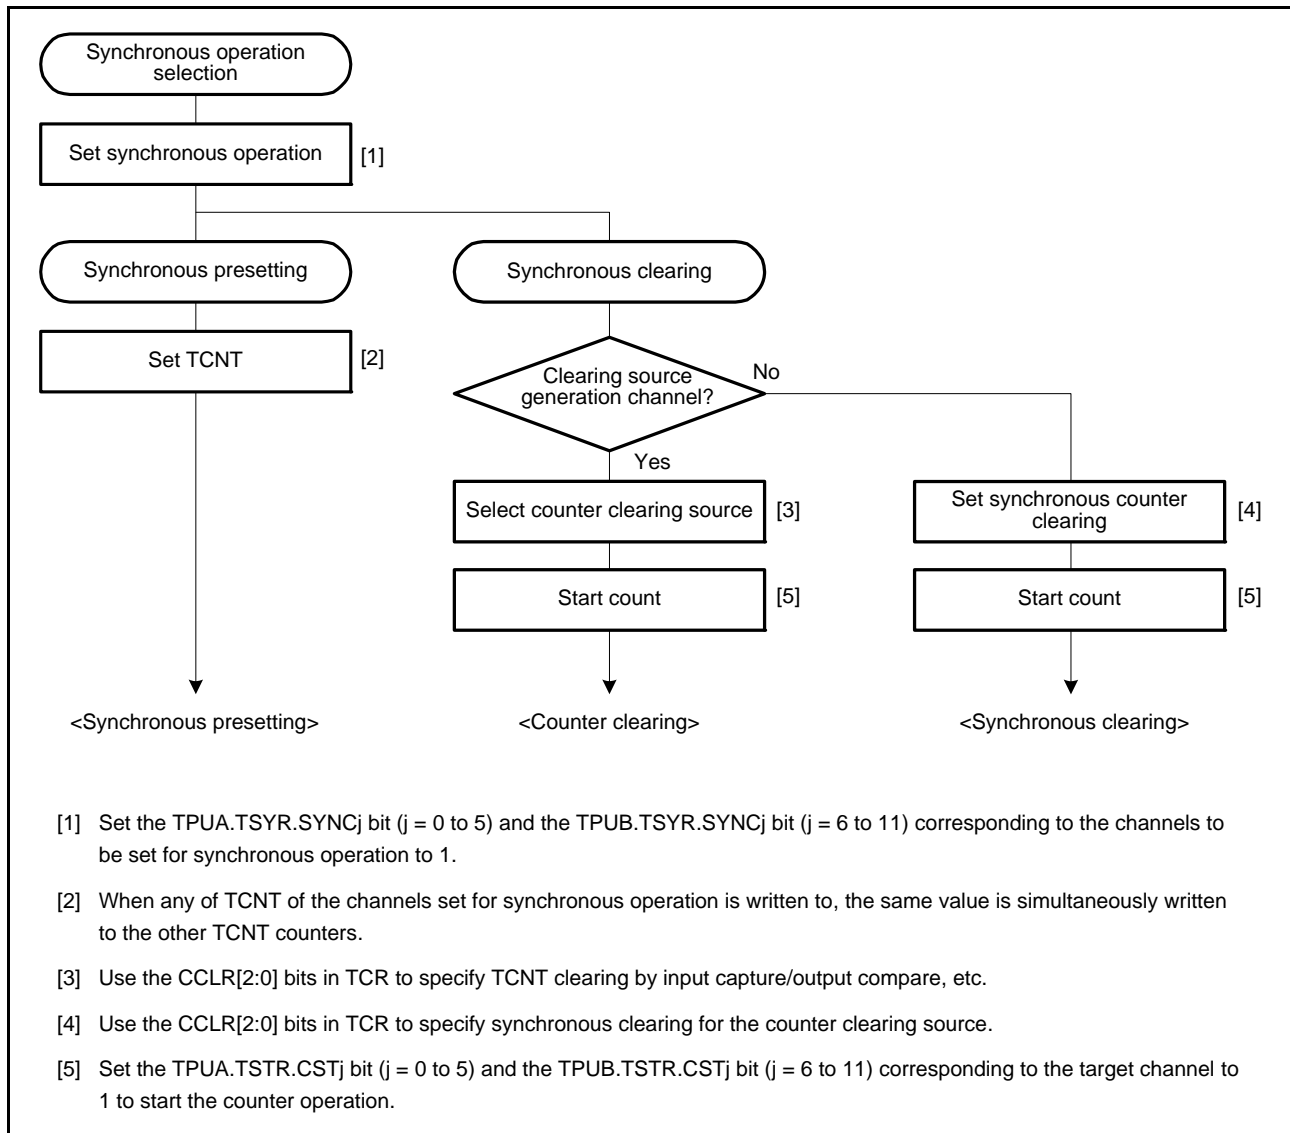 Synchronous operation
selection
Set synchronous operation
[1]
Synchronous presetting
Synchronous clearing
Set TCNT
[2]
Clearing source
generation channel?
No
Yes
Select counter clearing source
[3]
Set synchronous counter
clearing
[4]
Start count
[5]
Start count
[5]
<Synchronous presetting>
<Counter clearing>
<Synchronous clearing>
[1] Set the TPUA.TSYR.SYNCj bit (j = 0 to 5) and the TPUB.TSYR.SYNCj bit (j = 6 to 11) corresponding to the channels to
be set for synchronous operation to 1.
[2] When any of TCNT of the channels set for synchronous operation is written to, the same value is simultaneously written
to the other TCNT counters.
[3] Use the CCLR[2:0] bits in TCR to specify TCNT clearing by input capture/output compare, etc.
[4] Use the CCLR[2:0] bits in TCR to specify synchronous clearing for the counter clearing source.
[5] Set the TPUA.TSTR.CSTj bit (j = 0 to 5) and the TPUB.TSTR.CSTj bit (j = 6 to 11) corresponding to the target channel to
1 to start the counter operation.